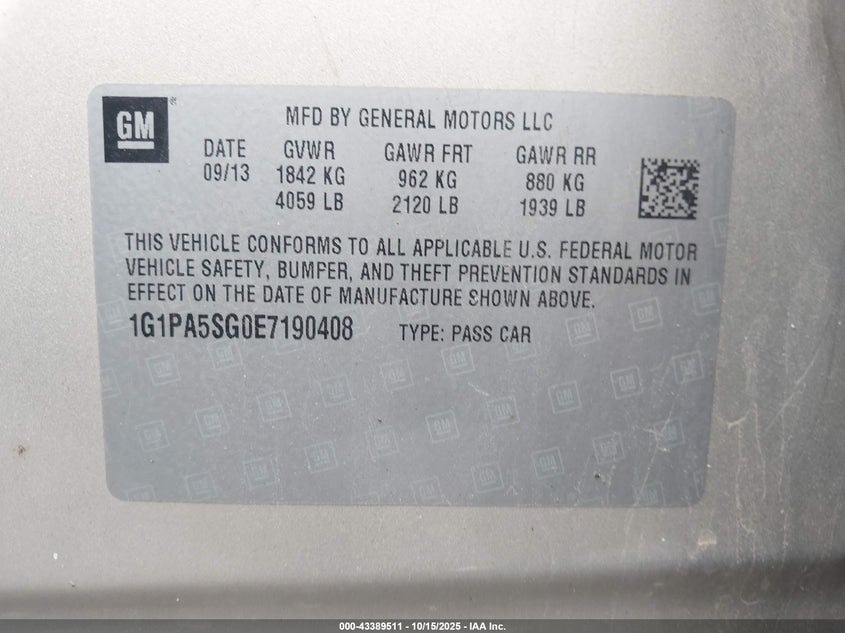 GM
MFD BY GENERAL MOTORS LLC
DATE GVWR GAWR FRT GAWR RR
09/13 1842 KG 962 KG 880 KG
4059 LB 2120 LB 1939 LB
THIS VEHICLE CONFORMS TO ALL APPLICABLE U.S. FEDERAL MOTOR
VEHICLE SAFETY, BUMPER, AND THEFT PREVENTION STANDARDS IN
EFFECT ON THE DATE OF MANUFACTURE SHOWN ABOVE.
1G1PA5SG0E7190408 TYPE: PASS CAR
000-43389511 - 10/15/2025 - IAA Inc.